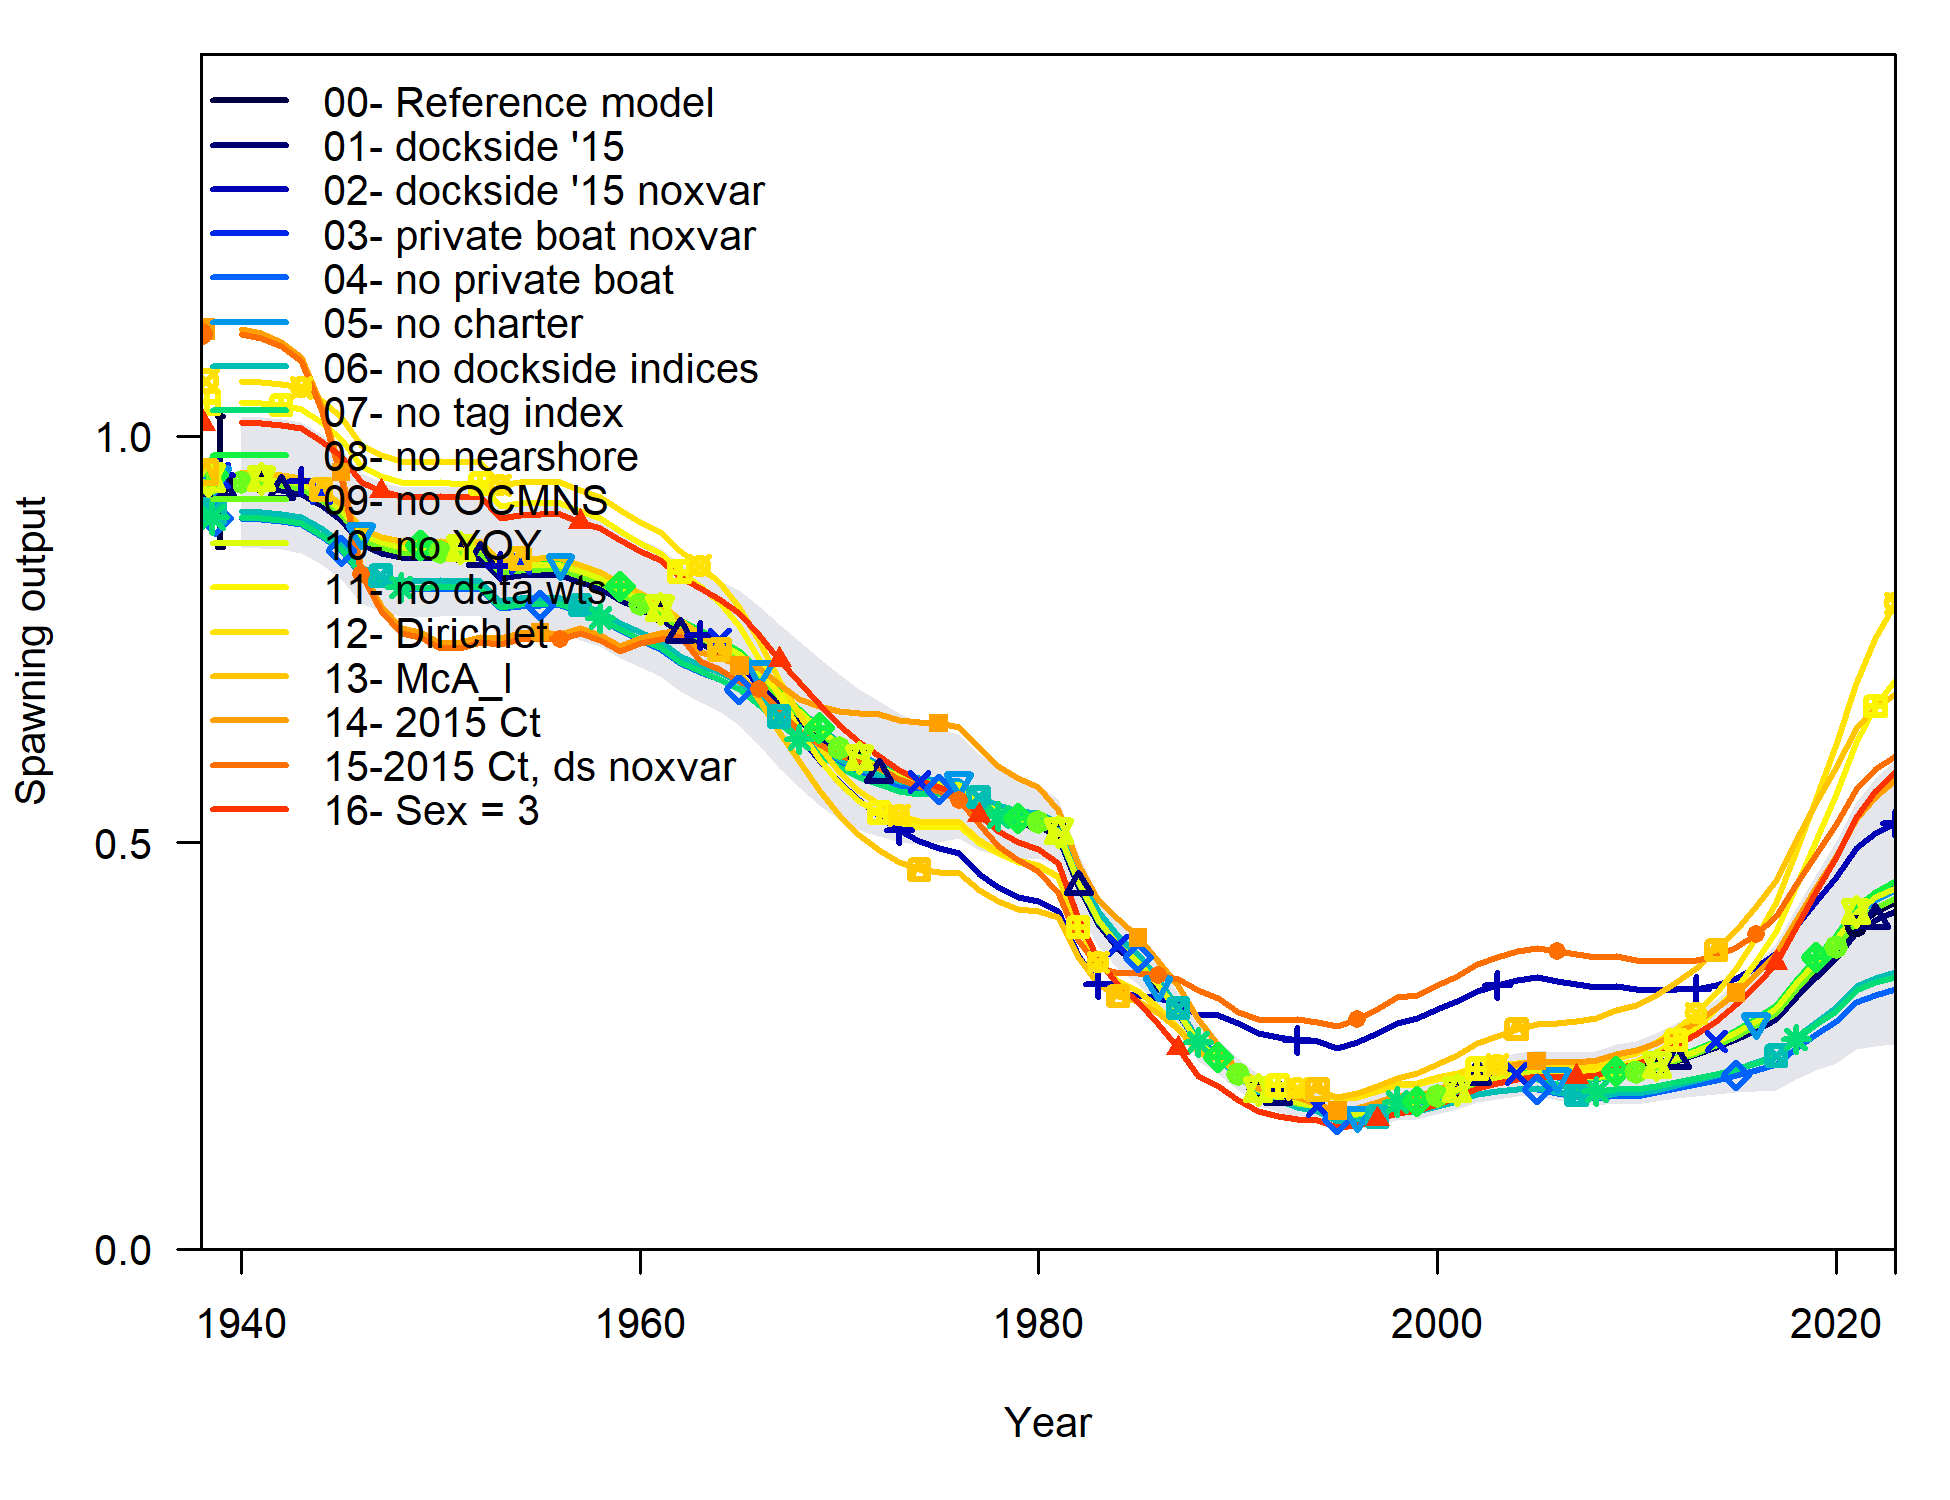 00- Reference model
01- dockside '15
02- dockside '15 noxvar
03- private boat noxvar
04- no private boat
05- no charter
06- no dockside indices
07- no tag index
08- no nearshore
09- no OCMNS
10- no YOY
11- no data wts
12- Dirichlet
13- McA_I
14- 2015 Ct
15-2015 Ct, ds noxvar
16- Sex = 3
Spawning output
1.0
0.5
0.0
1940 1960 1980 2000 2020
Year